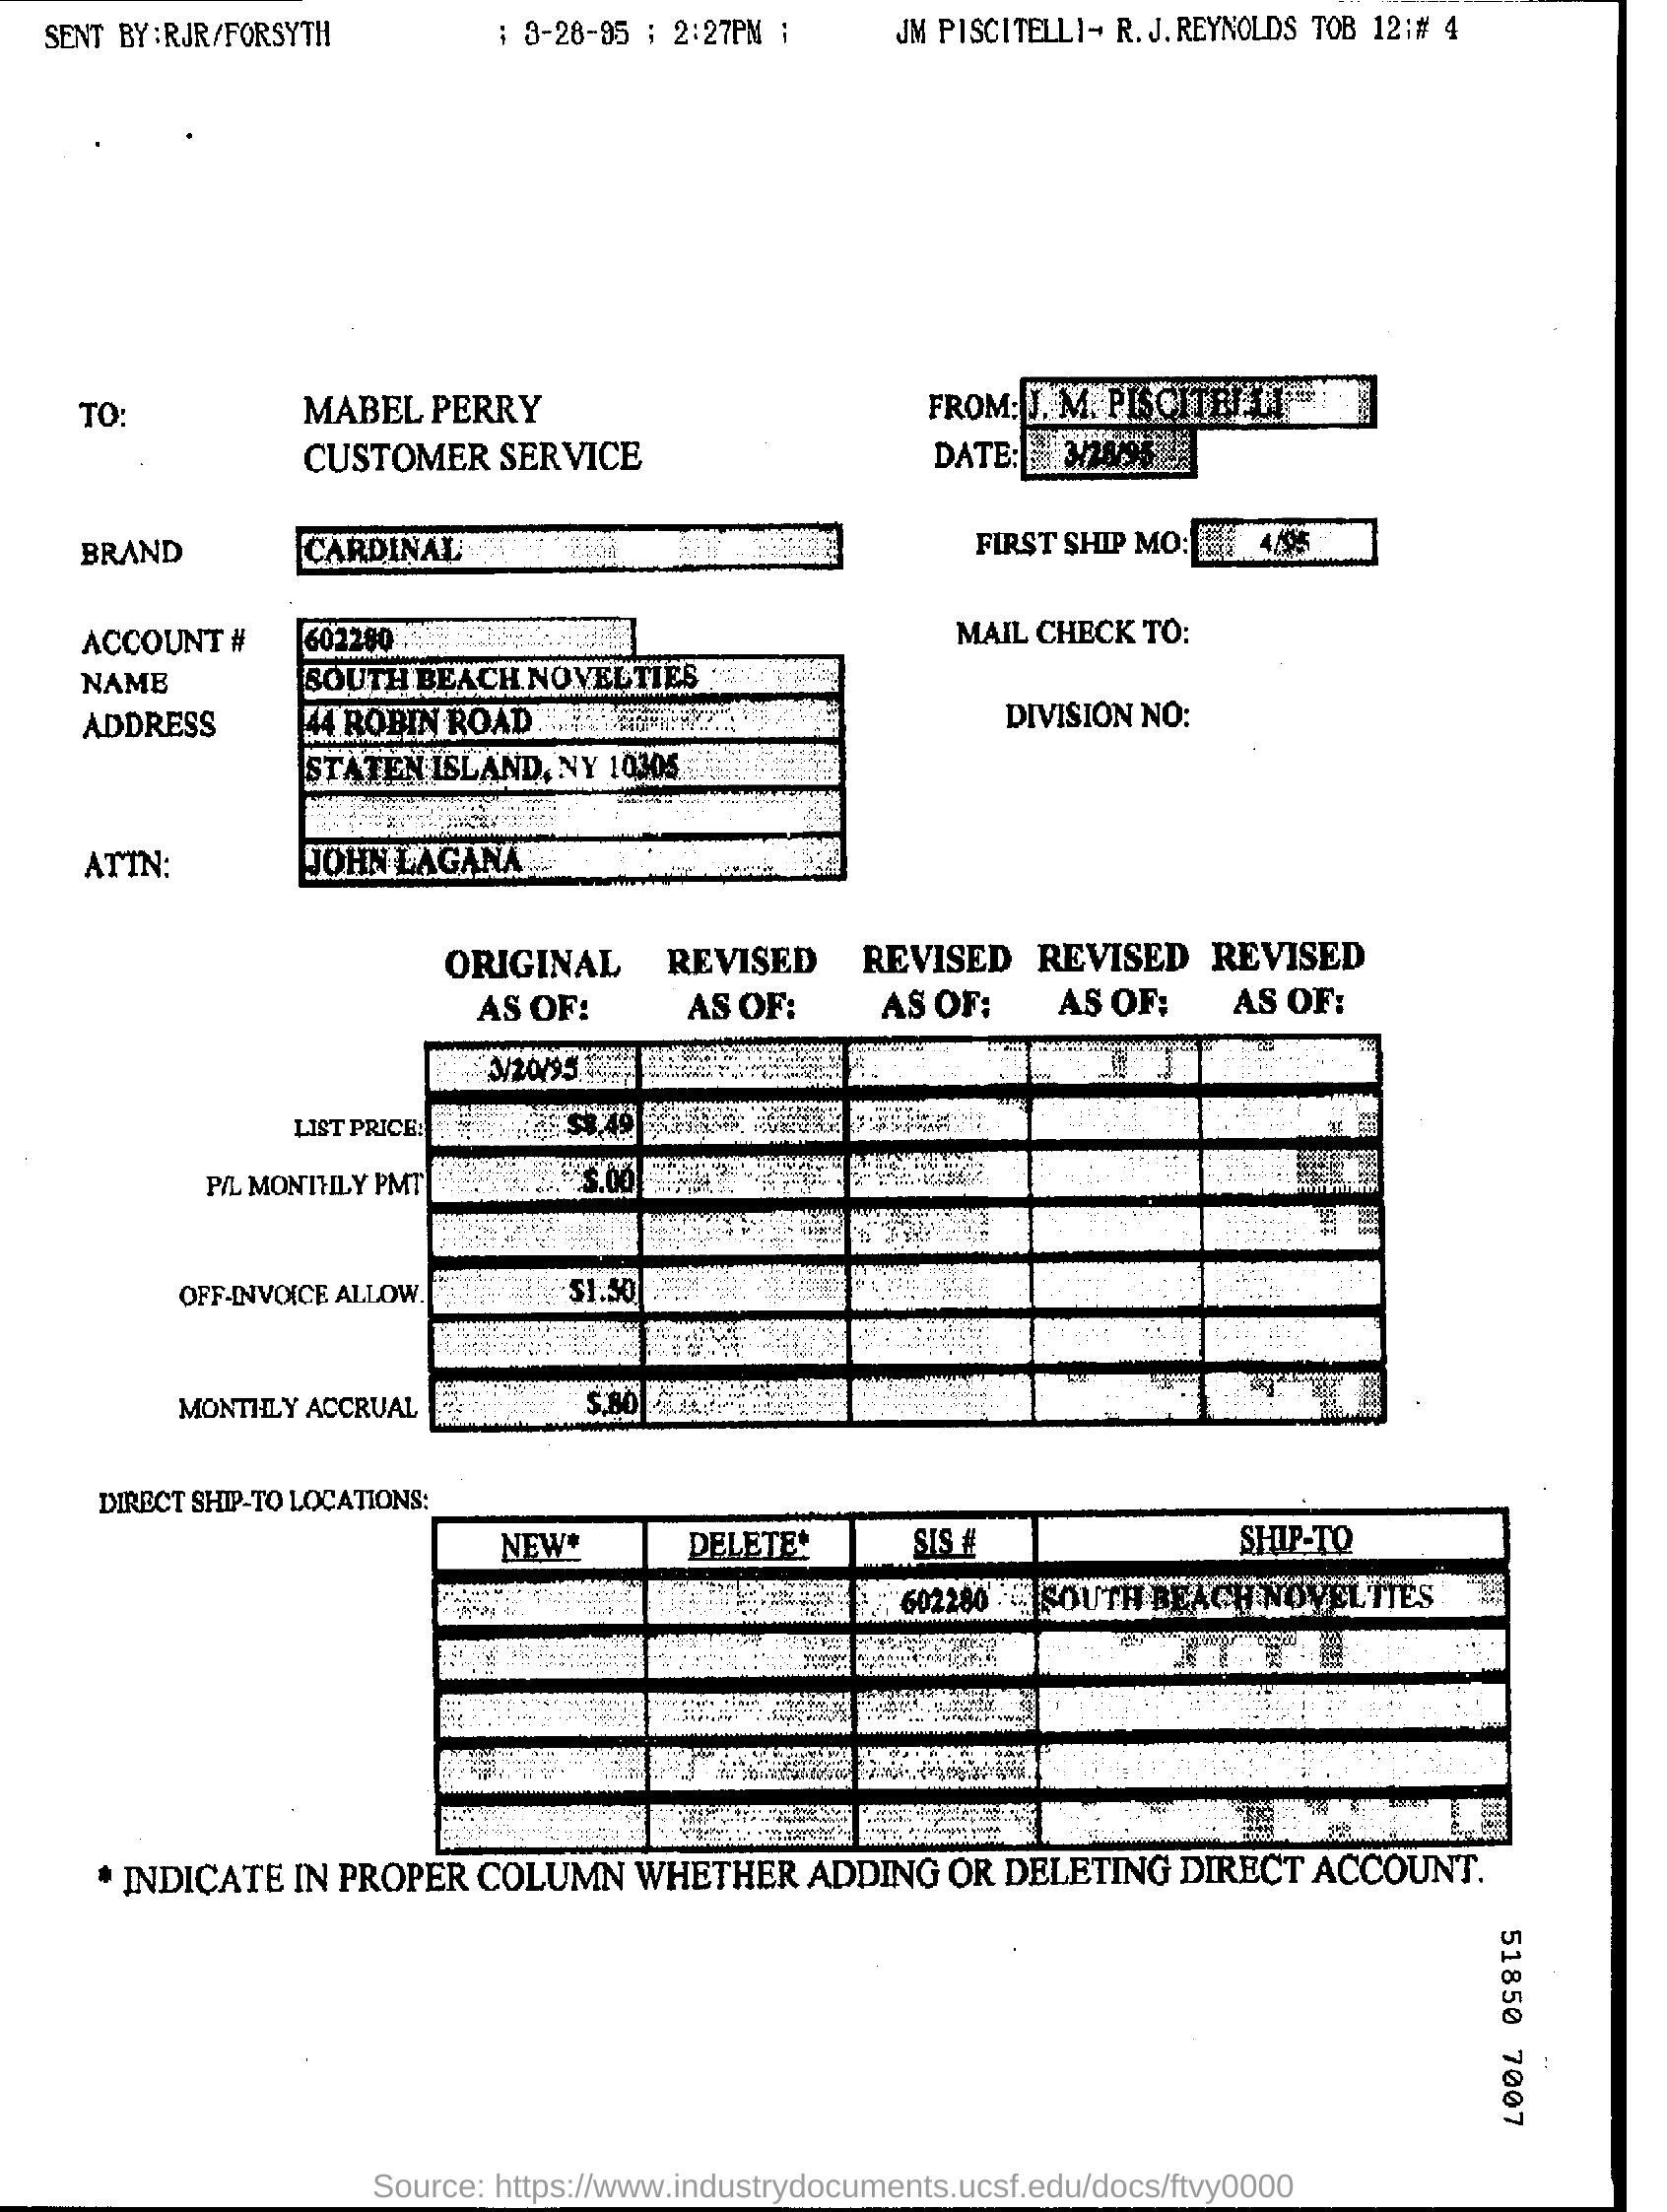 SENT BY:RJR/FORSYTH ; 3-28-95 ; 2:27PM ; JM PISCITELLI→ R.J.REYNOLDS TOB 12;# 4
TO: MABEL PERRY FROM: J. M. PISCITELLI
CUSTOMER SERVICE DATE: 3/28/95
BRAND CARDINAL FIRST SHIP MO: 4/95
ACCOUNT # 602280 MAIL CHECK TO:
NAME SOUTH BEACH NOVELTIES
ADDRESS 44 ROBIN ROAD DIVISION NO:
STATEN ISLAND, NY 10305
ATTN: JOHN LAGANA
ORIGINAL REVISED REVISED REVISED REVISED
AS OF: AS OF: AS OF: AS OF: AS OF:
3/20/95
LIST PRICE: $8.49
P/L MONTHLY PMT $.00
OFF-INVOICE ALLOW. $1.50
MONTHLY ACCRUAL $.80
DIRECT SHIP-TO LOCATIONS:
NEW* DELETE* SIS # SHIP-TO
602280 SOUTH BEACH NOVELTIES
* INDICATE IN PROPER COLUMN WHETHER ADDING OR DELETING DIRECT ACCOUNT.
51850 7007
Source: https://www.industrydocuments.ucsf.edu/docs/ftvy0000